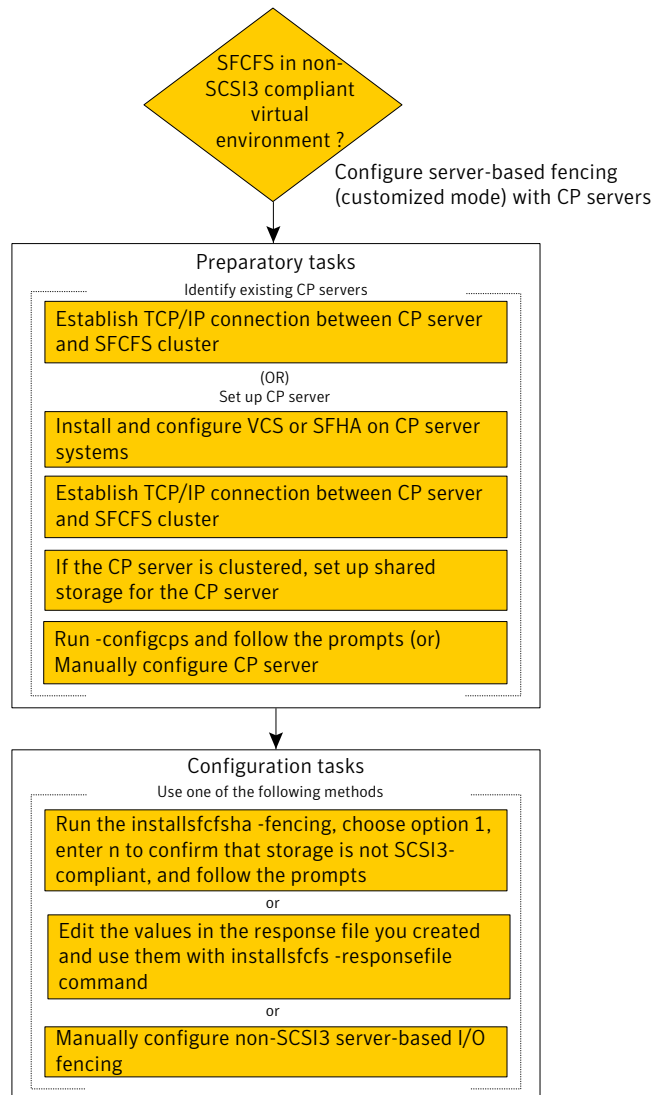 SFCFS in non-
SCSI3 compliant
virtual
environment ?
Configure server-based fencing
(customized mode) with CP servers
Preparatory tasks
Identify existing CP servers
Establish TCP/IP connection between CP server
and SFCFS cluster
(OR)
Set up CP server
Install and configure VCS or SFHA on CP server
systems
Establish TCP/IP connection between CP server
and SFCFS cluster
If the CP server is clustered, set up shared
storage for the CP server
Run -configcps and follow the prompts (or)
Manually configure CP server
Configuration tasks
Use one of the following methods
Run the installsfcfsha -fencing, choose option 1,
enter n to confirm that storage is not SCSI3-
compliant, and follow the prompts
or
Edit the values in the response file you created
and use them with installsfcfs -responsefile
command
or
Manually configure non-SCSI3 server-based I/O
fencing